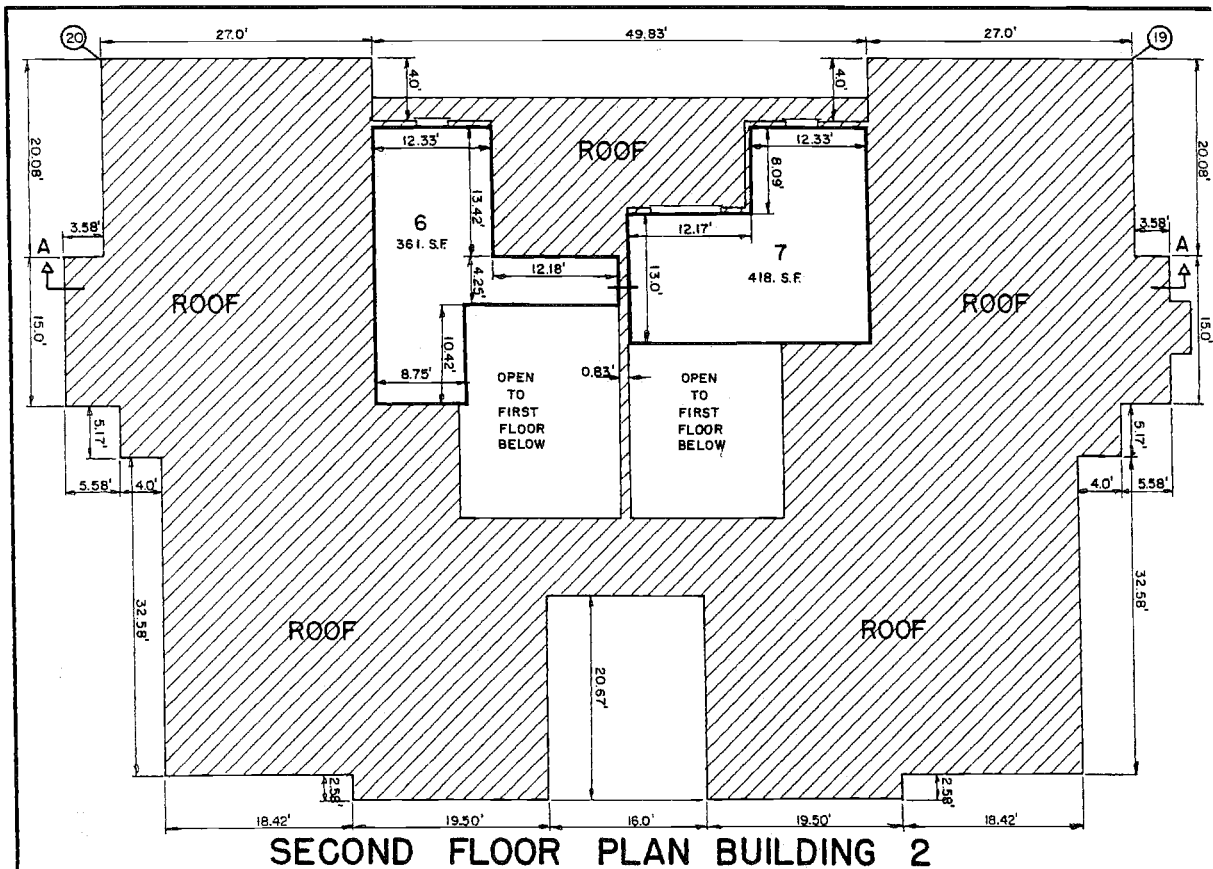 20
27.0'
49.83'
27.0'
19
4.0'
4.0'
20.08'
20.08'
12.33'
12.33'
ROOF
8.09'
13.42'
6
361. S.F.
3.58'
A
12.17'
7
418. S.F.
3.58'
A
12.18'
4.25'
13.0'
ROOF
ROOF
15.0'
15.0'
10.42'
8.75'
0.83'
OPEN
TO
FIRST
FLOOR
BELOW
OPEN
TO
FIRST
FLOOR
BELOW
5.17'
5.17'
5.58'
4.0'
4.0'
5.58'
32.58'
32.58'
ROOF
ROOF
20.67'
2.58'
2.58'
18.42'
19.50'
16.0'
19.50'
18.42'
SECOND FLOOR PLAN BUILDING 2